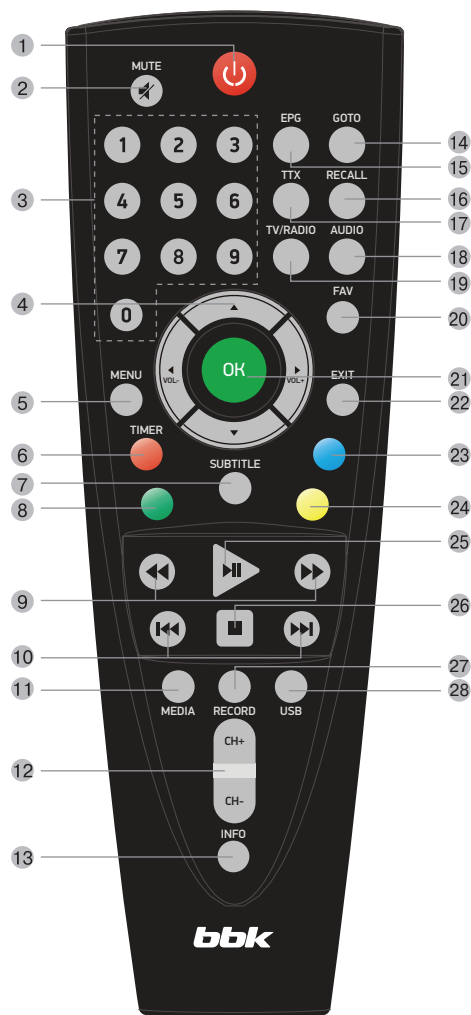 1
MUTE
2
EPG GOTO
1 2 3
14
15
TTX RECALL
3
4 5 6
16
17
TV/RADIO AUDIO
7 8 9
18
19
FAV
4
0
20
OK
VOL- VOL+
21
MENU EXIT
5
22
TIMER
6
23
SUBTITLE
7
8
24
25
9
26
10
27
11
28
MEDIA RECORD USB
CH+
12
CH-
INFO
13
bbk